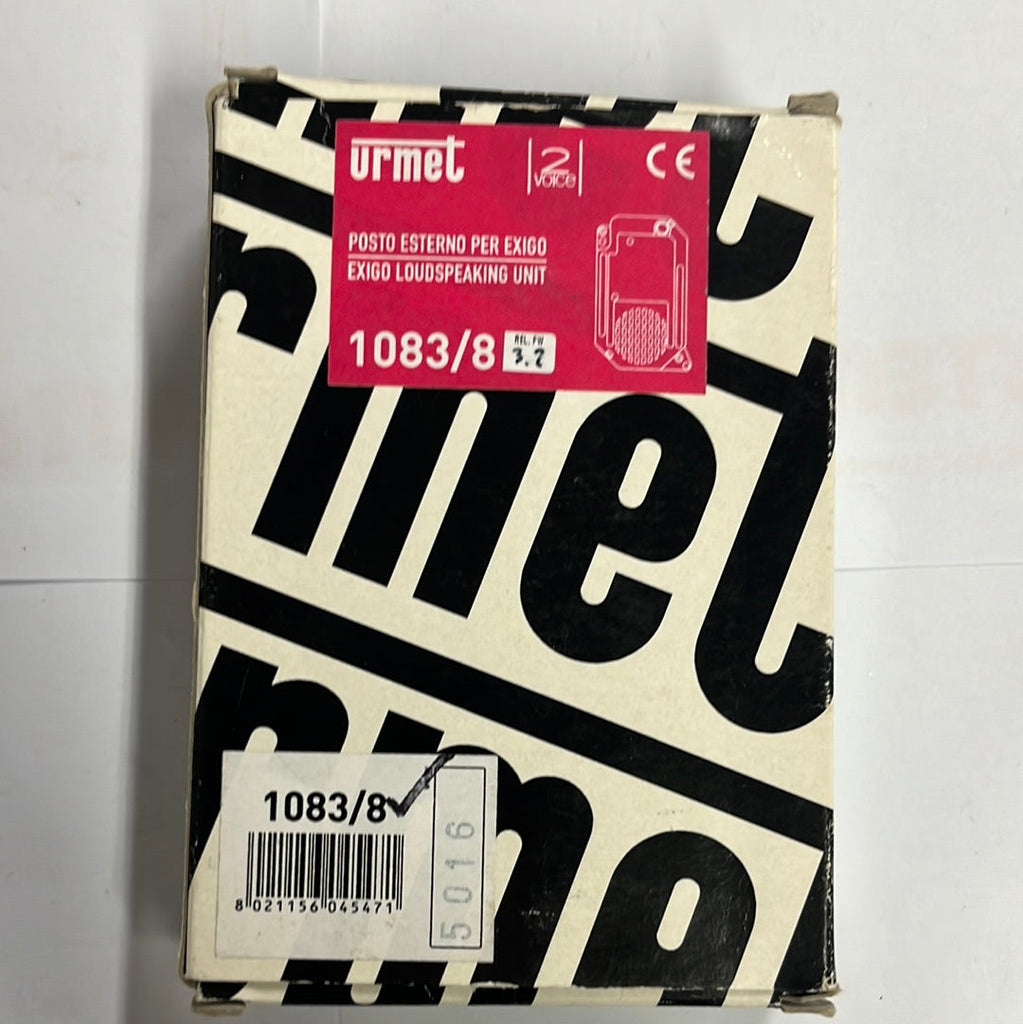 urmet
2
voice
CE
POSTO ESTERNO PER EXIGO
EXIGO LOUDSPEAKING UNIT
1083/8
REL. FW
3.2
urmet
1083/8
8 021156 045471
5016